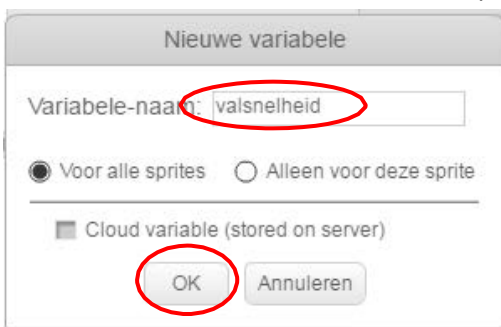 Nieuwe variabele
Variabele-naam: valsnelheid
Voor alle sprites Alleen voor deze sprite
Cloud variable (stored on server)
OK Annuleren